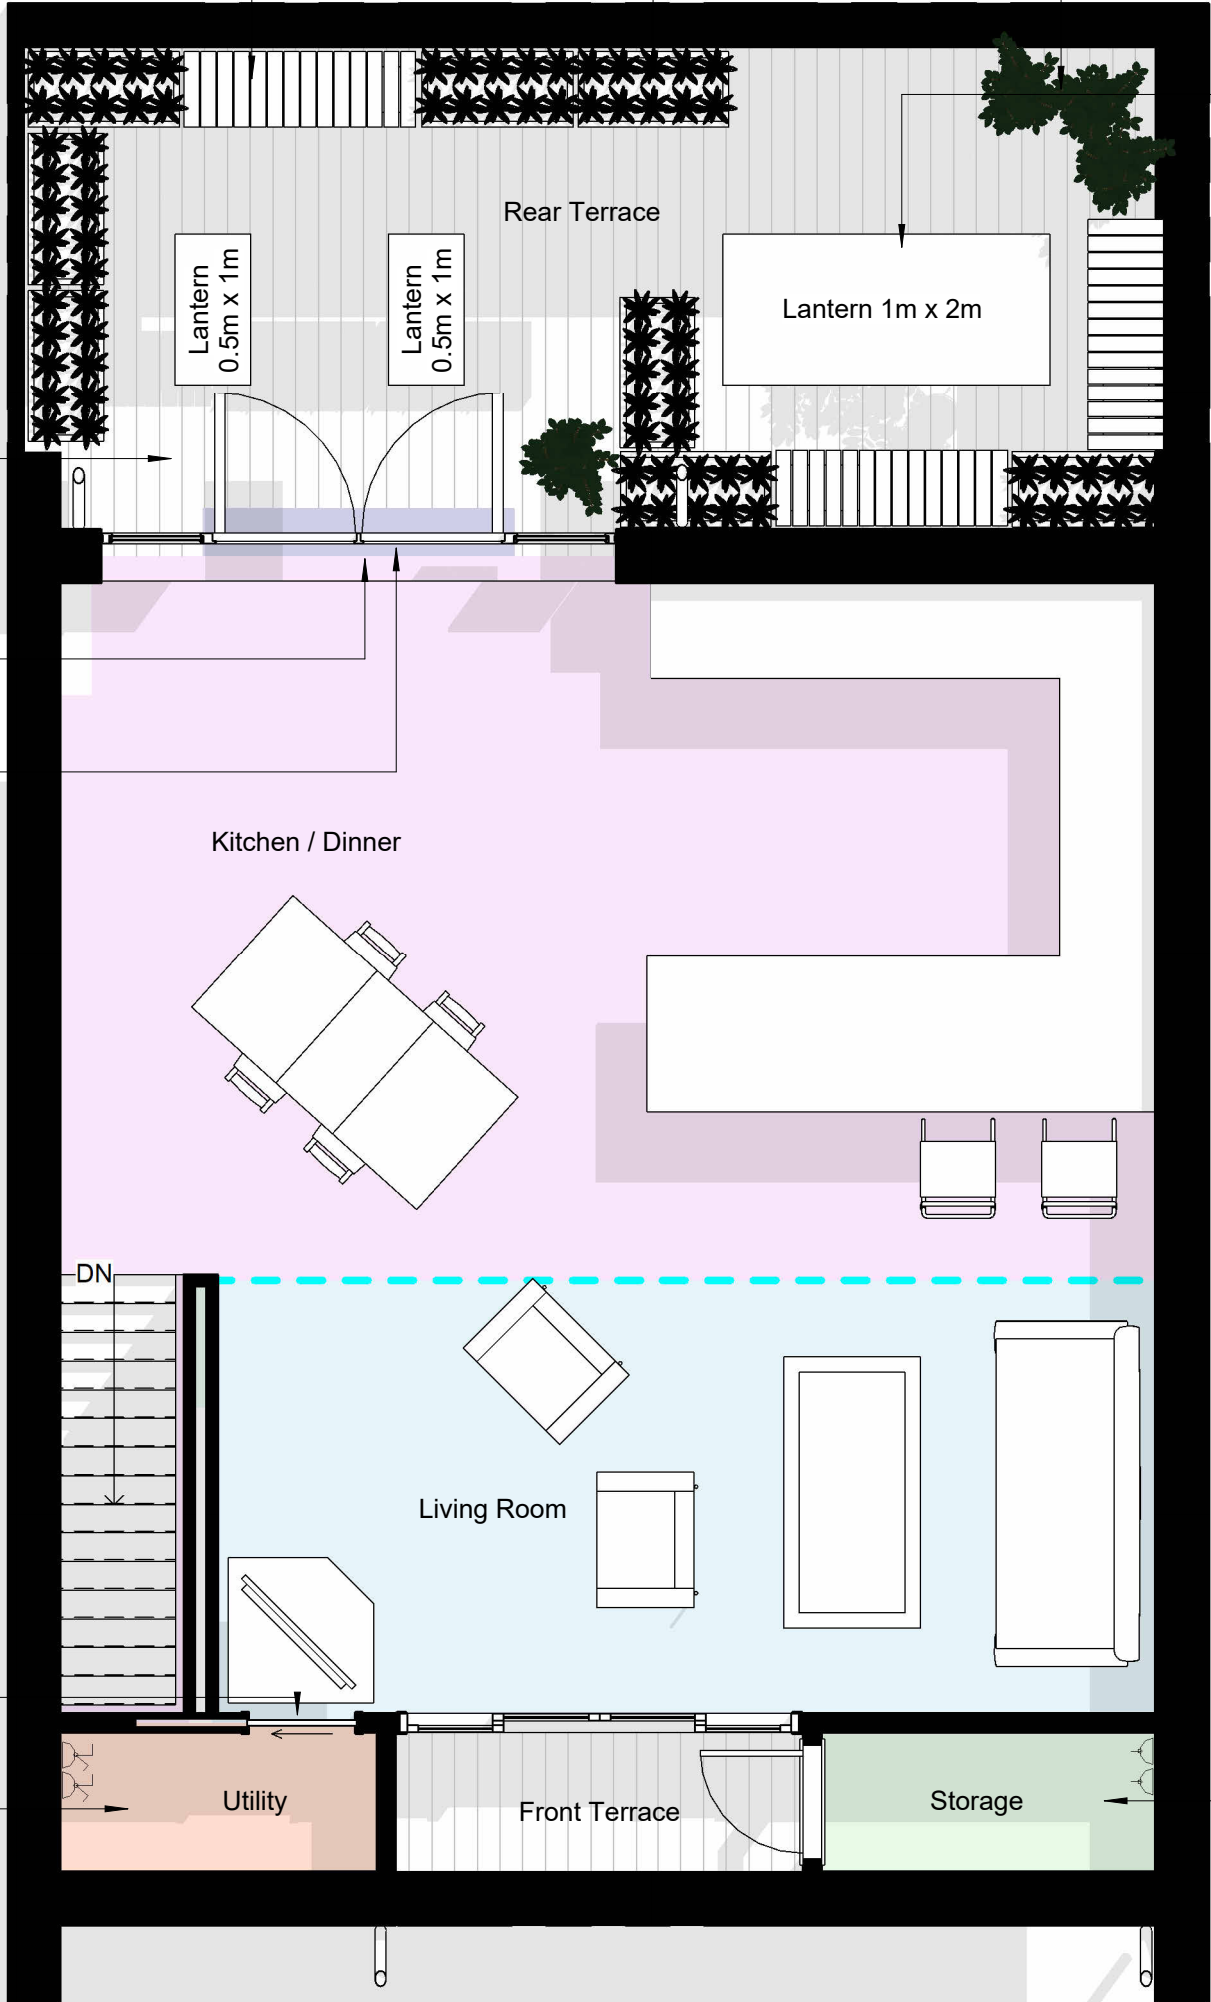 Rear Terrace
Lantern
0.5m x 1m
Lantern
0.5m x 1m
Lantern 1m x 2m
Kitchen / Dinner
DN
Living Room
Utility
Front Terrace
Storage